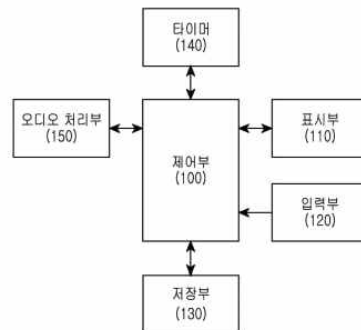 타이머
(140)
오디오 처리부
(150)
제어부
(100)
표시부
(110)
입력부
(120)
저장부
(130)